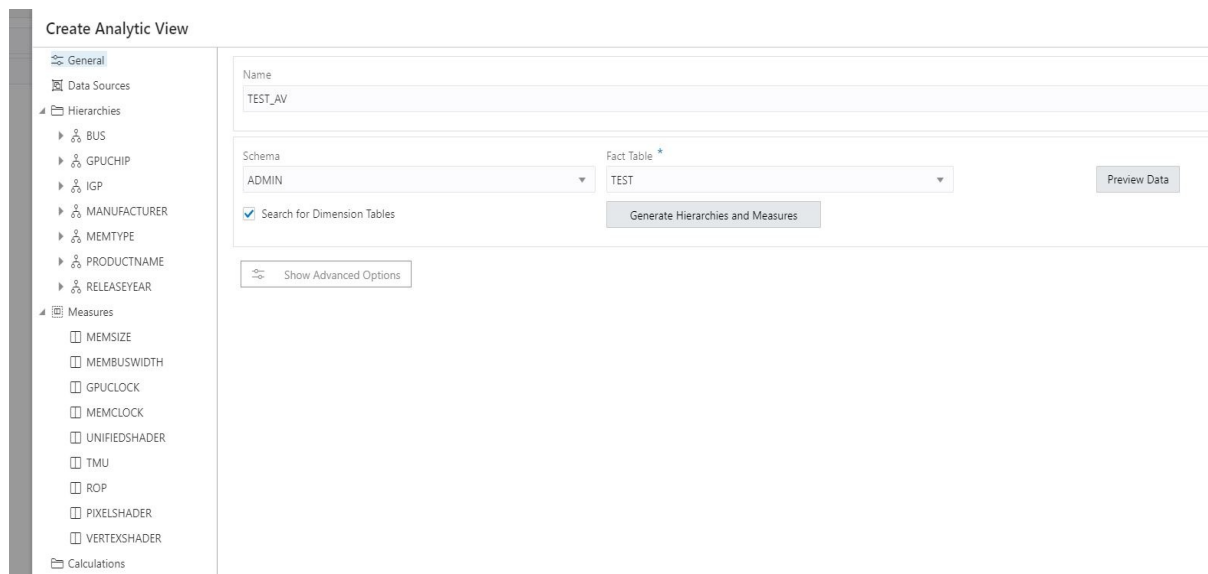 Create Analytic View
General
Data Sources
Hierarchies
BUS
GPUCHIP
IGP
MANUFACTURER
MEMTYPE
PRODUCTNAME
RELEASEYEAR
Measures
MEMSIZE
MEMBUSWIDTH
GPUCLOCK
MEMCLOCK
UNIFIEDSHADER
TMU
ROP
PIXELSHADER
VERTEXSHADER
Calculations
Name
TEST_AV
Schema
ADMIN
Fact Table *
TEST
Preview Data
Search for Dimension Tables
Generate Hierarchies and Measures
Show Advanced Options